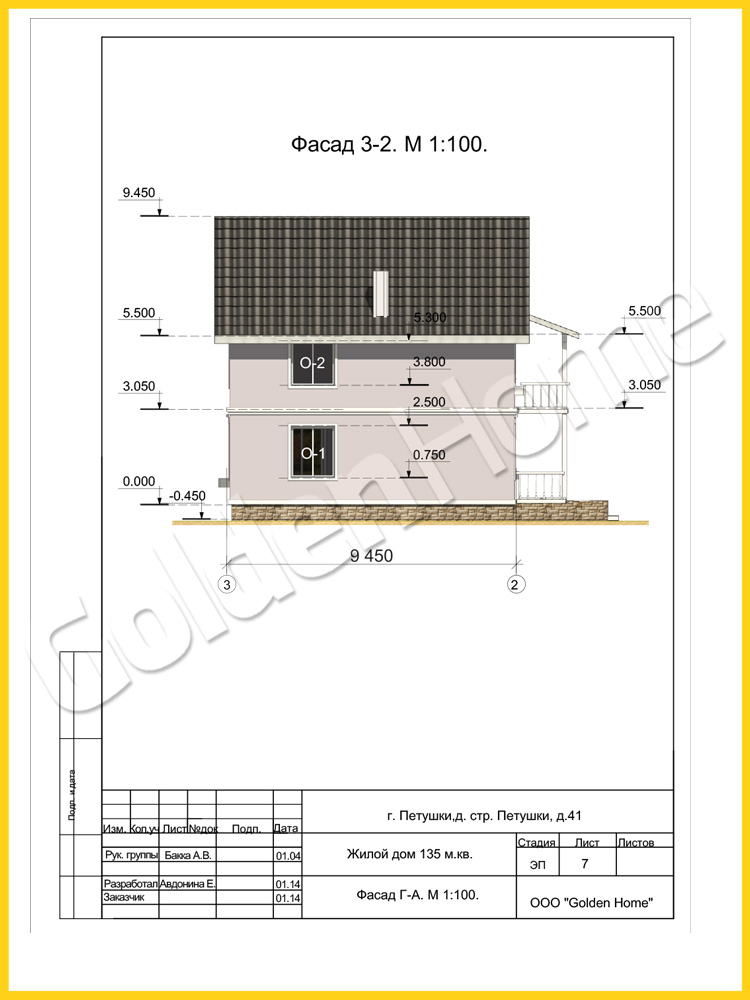 Фасад 3-2. М 1:100.
9.450
5.300
5.500
5.500
О-2
3.800
3.050
3.050
2.500
О-1
0.750
0.000
-0.450
9 450
3
2
GoldenHome
Подп. и дата
г. Петушки,д. стр. Петушки, д.41
Изм. Кол.уч Лист №док Подп. Дата
Рук. группы Бакка А.В. 01.04
Жилой дом 135 м.кв.
Стадия Лист Листов
ЭП 7
Разработал Авдонина Е. 01.14
Заказчик 01.14
Фасад Г-А. М 1:100.
ООО "Golden Home"